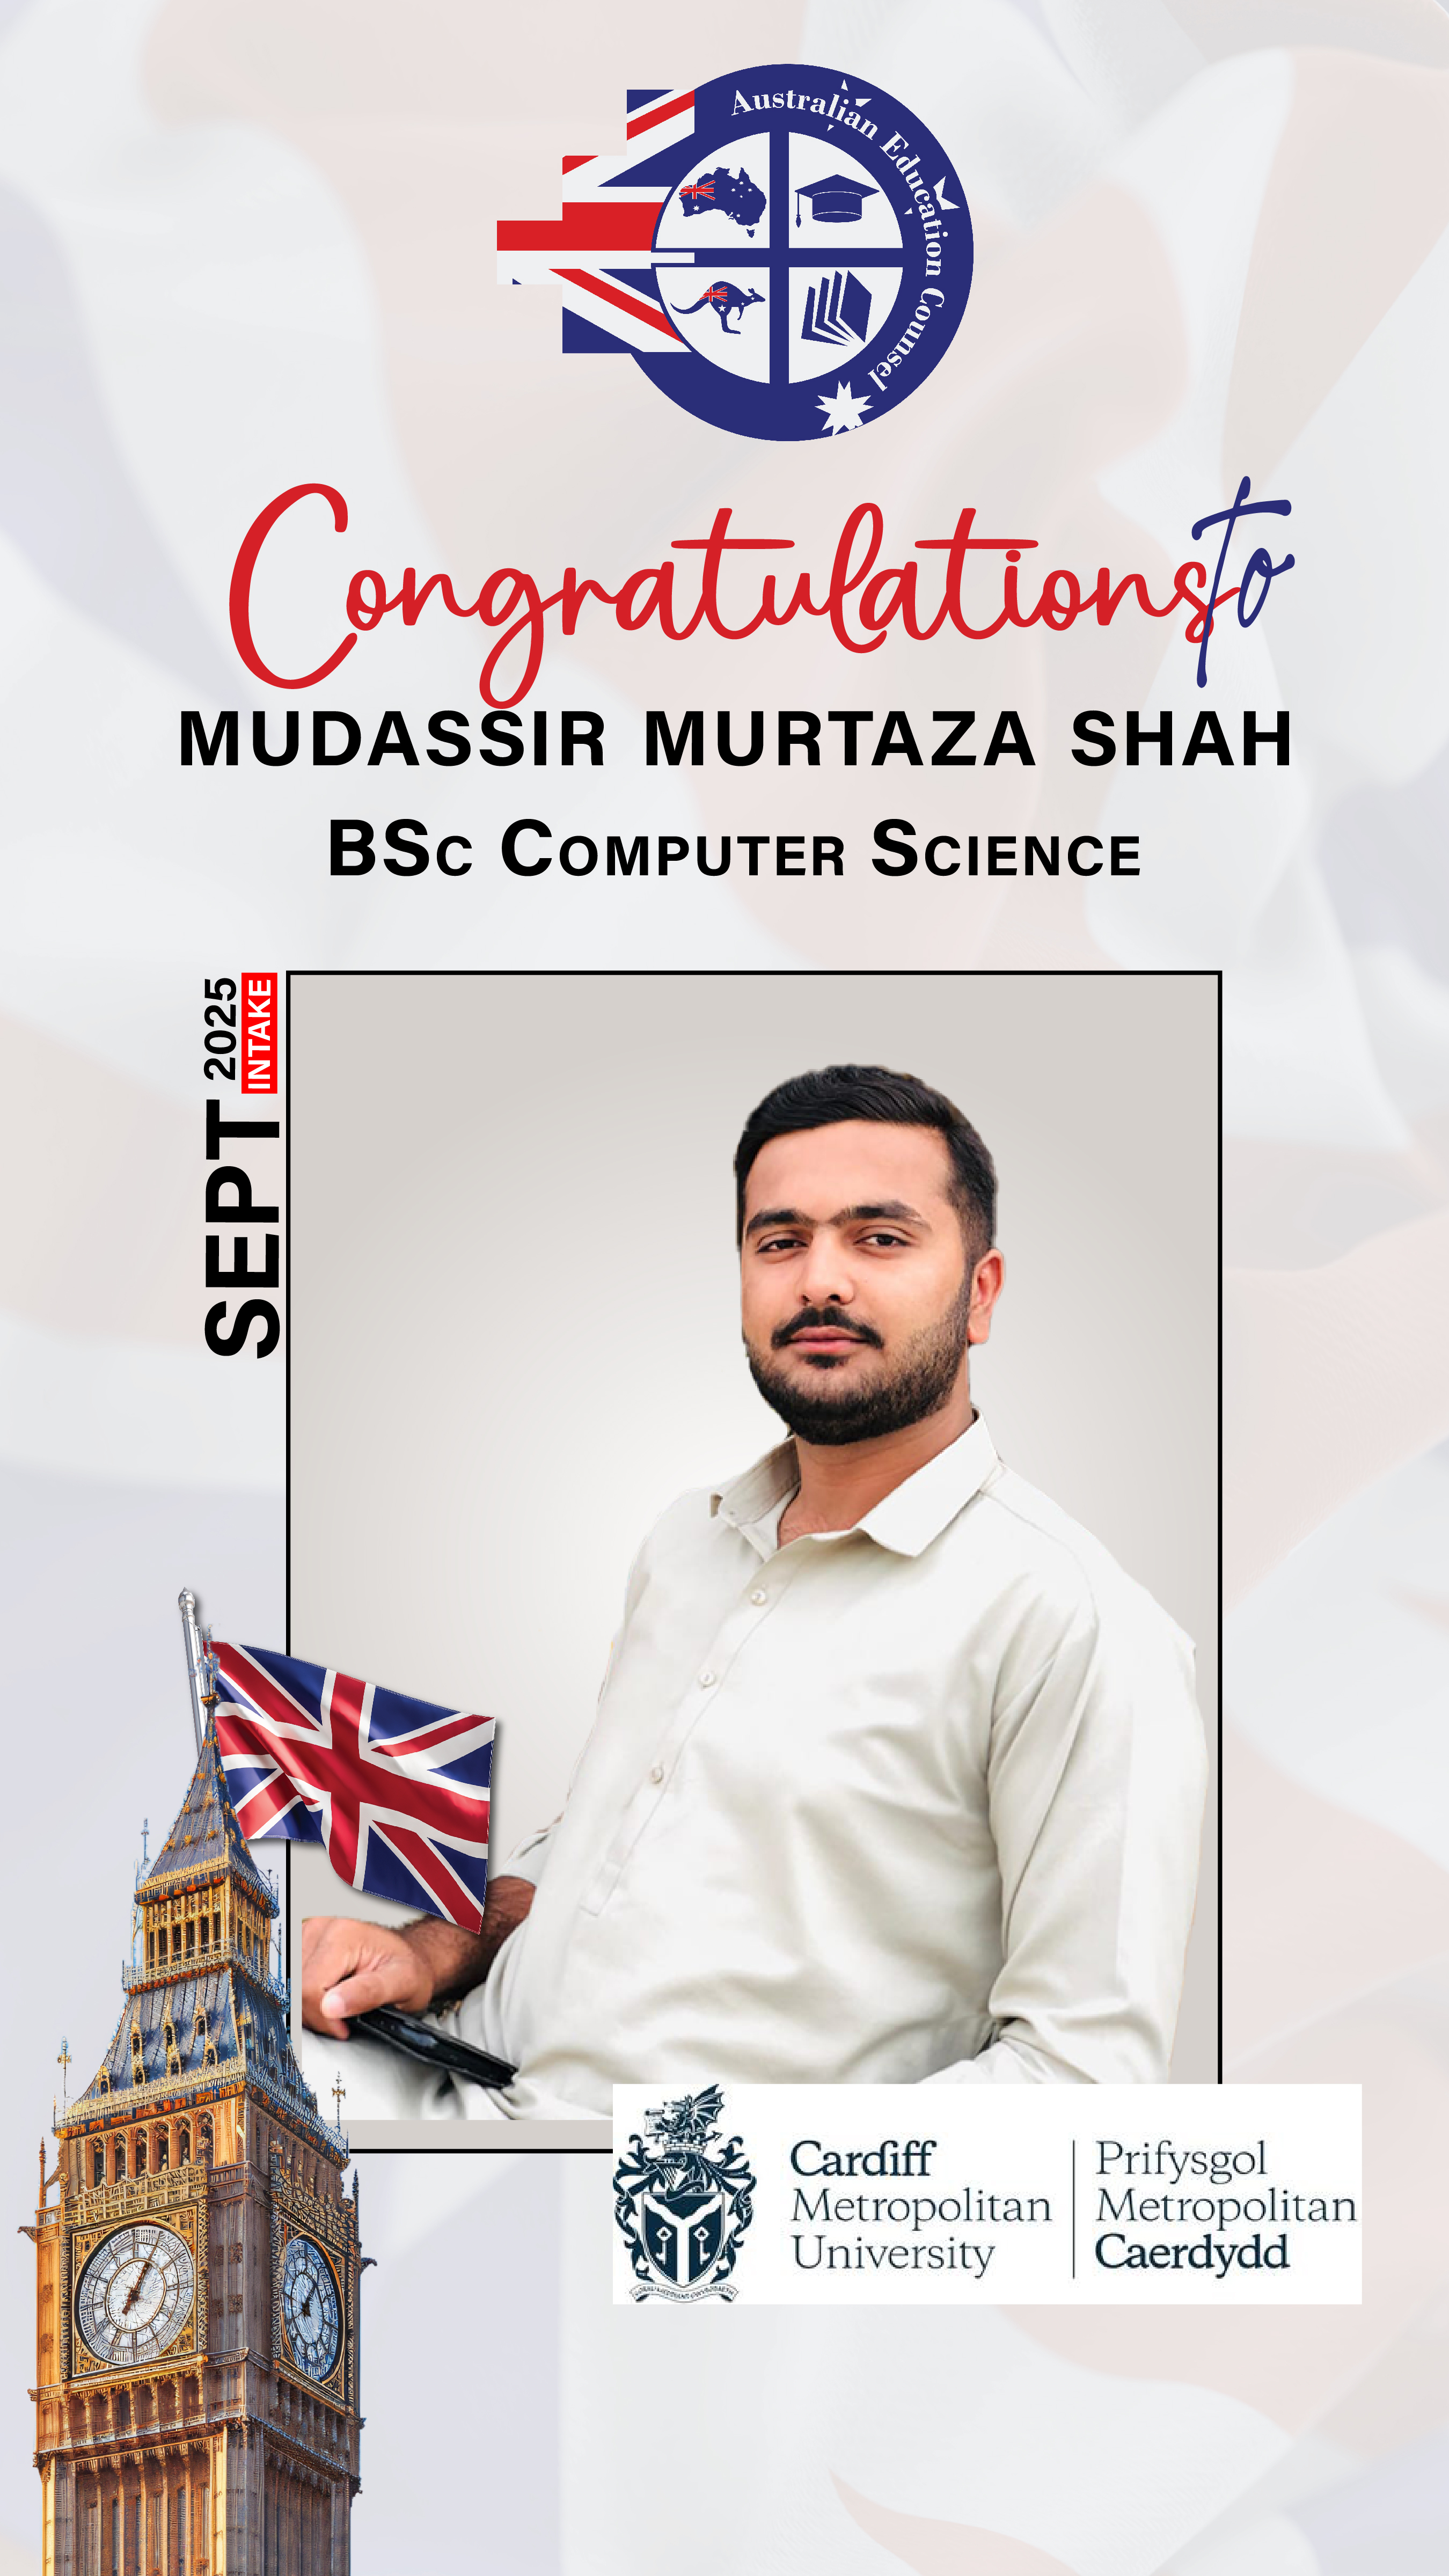 Australian Education Counsel
Congratulations to
MUDASSIR MURTAZA SHAH
BSc Computer Science
SEPT 2025
INTAKE
Cardiff
Metropolitan
University
Prifysgol
Metropolitan
Caerdydd